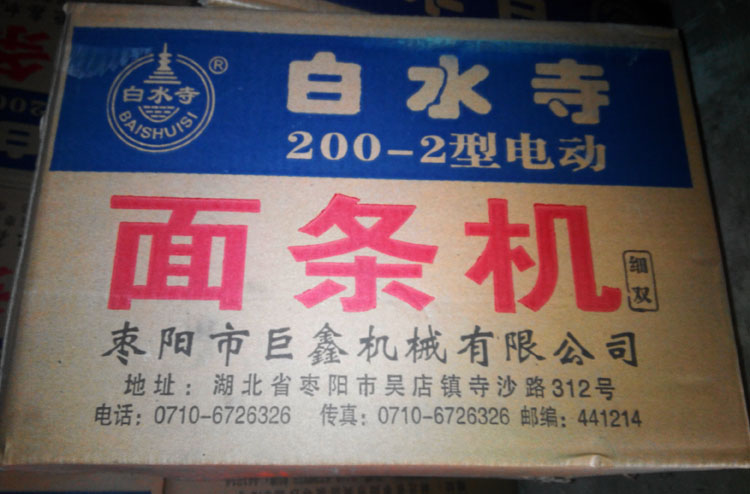 白水寺
BAISHUISI
®
白水寺
200-2型电动
面条机
细双
枣阳市巨鑫机械有限公司
地址：湖北省枣阳市吴店镇寺沙路312号
电话：0710-6726326 传真：0710-6726326 邮编：441214